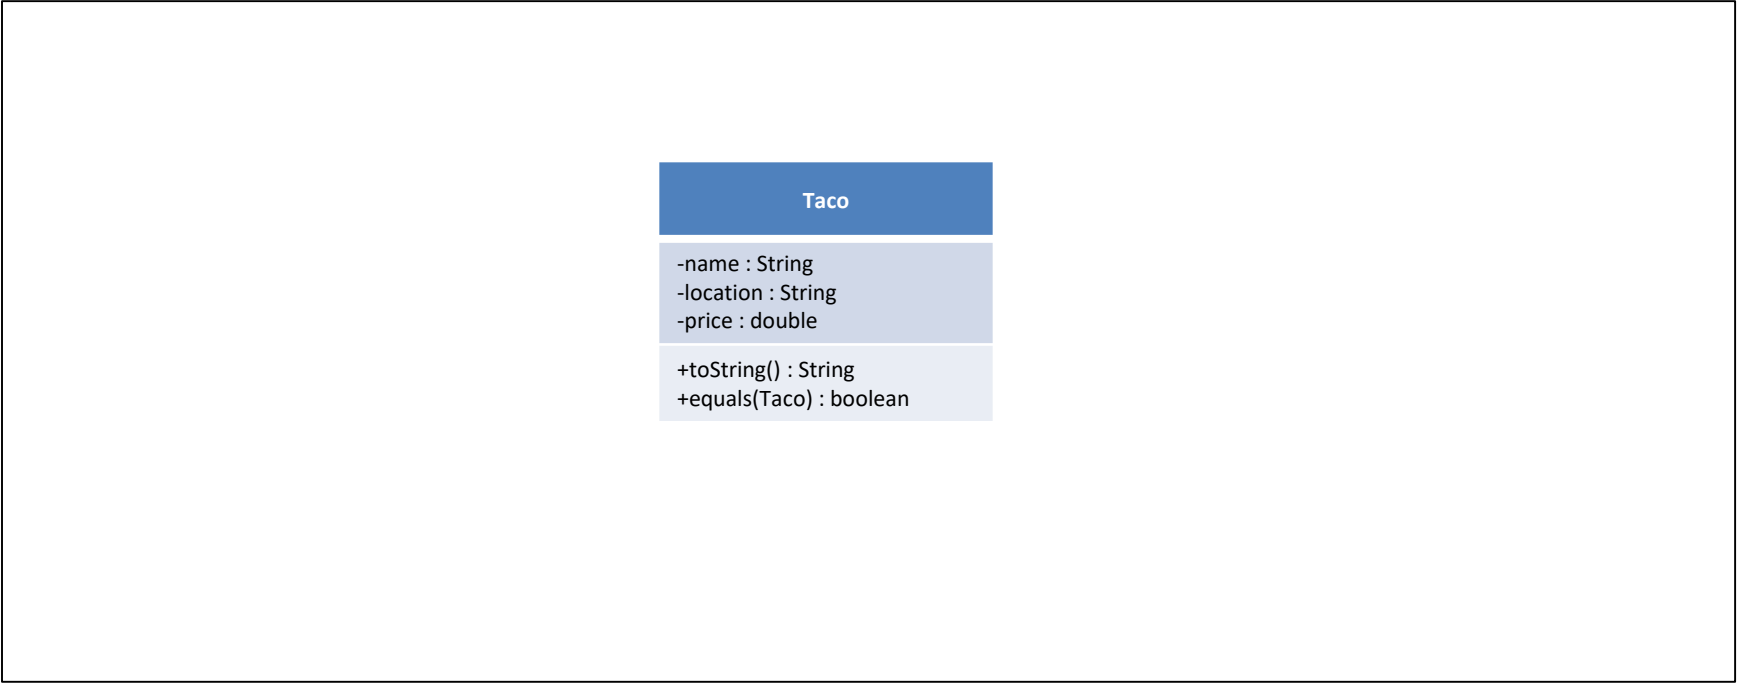 Taco
-name : String
-location : String
-price : double
+toString() : String
+equals(Taco) : boolean